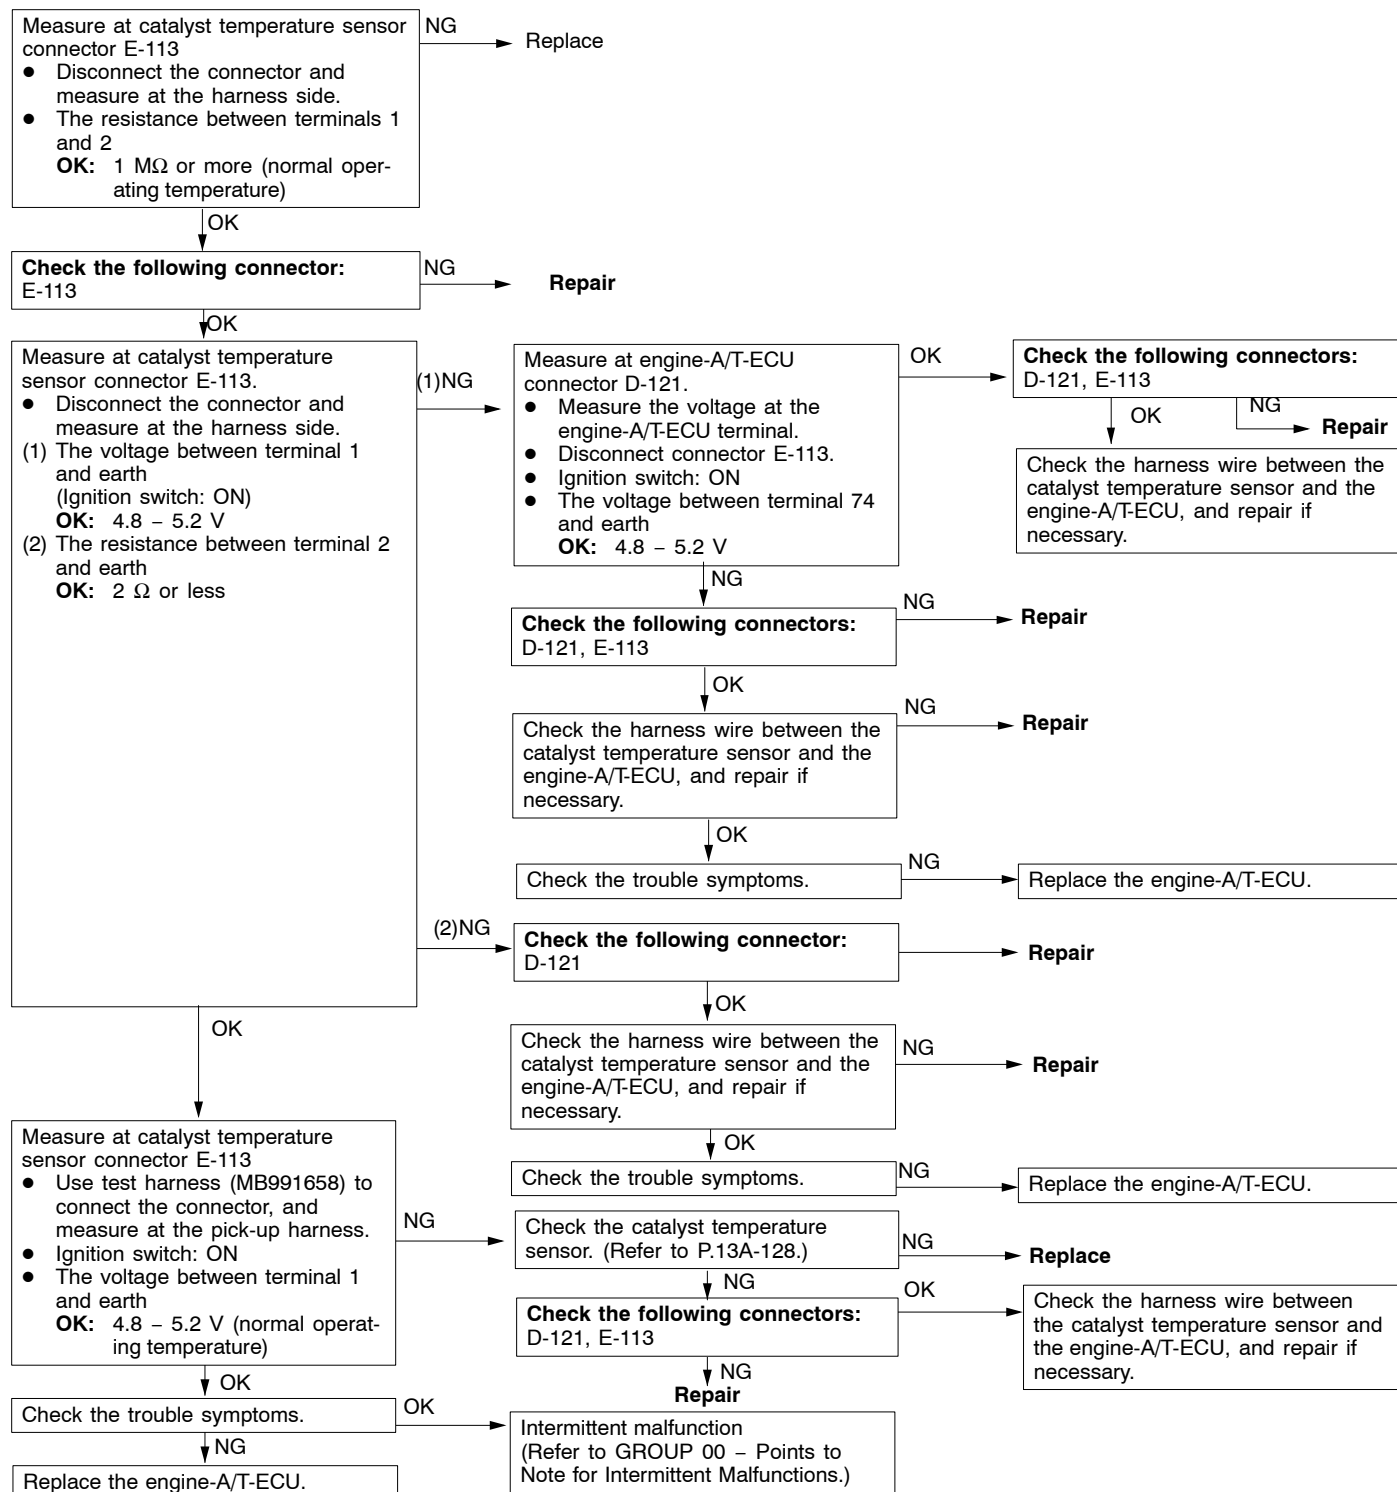 Measure at catalyst temperature sensor
connector E-113
● Disconnect the connector and
measure at the harness side.
● The resistance between terminals 1
and 2
OK: 1 MΩ or more (normal oper-
ating temperature)
NG
Replace
OK
Check the following connector:
E-113
NG
Repair
OK
Measure at catalyst temperature
sensor connector E-113.
● Disconnect the connector and
measure at the harness side.
(1) The voltage between terminal 1
and earth
(Ignition switch: ON)
OK: 4.8 – 5.2 V
(2) The resistance between terminal 2
and earth
OK: 2 Ω or less
(1)NG
Measure at engine-A/T-ECU
connector D-121.
● Measure the voltage at the
engine-A/T-ECU terminal.
● Disconnect connector E-113.
● Ignition switch: ON
● The voltage between terminal 74
and earth
OK: 4.8 – 5.2 V
OK
Check the following connectors:
D-121, E-113
NG
Repair
OK
Check the harness wire between the
catalyst temperature sensor and the
engine-A/T-ECU, and repair if
necessary.
NG
Check the following connectors:
D-121, E-113
NG
Repair
OK
Check the harness wire between the
catalyst temperature sensor and the
engine-A/T-ECU, and repair if
necessary.
NG
Repair
OK
Check the trouble symptoms.
NG
Replace the engine-A/T-ECU.
(2)NG
Check the following connector:
D-121
Repair
OK
Check the harness wire between the
catalyst temperature sensor and the
engine-A/T-ECU, and repair if
necessary.
NG
Repair
OK
Check the trouble symptoms.
NG
Replace the engine-A/T-ECU.
OK
Measure at catalyst temperature
sensor connector E-113
● Use test harness (MB991658) to
connect the connector, and
measure at the pick-up harness.
● Ignition switch: ON
● The voltage between terminal 1
and earth
OK: 4.8 – 5.2 V (normal operat-
ing temperature)
NG
Check the catalyst temperature
sensor. (Refer to P.13A-128.)
NG
Replace
NG
Check the following connectors:
D-121, E-113
OK
Check the harness wire between
the catalyst temperature sensor and
the engine-A/T-ECU, and repair if
necessary.
NG
Repair
OK
Check the trouble symptoms.
OK
Intermittent malfunction
(Refer to GROUP 00 – Points to
Note for Intermittent Malfunctions.)
NG
Replace the engine-A/T-ECU.